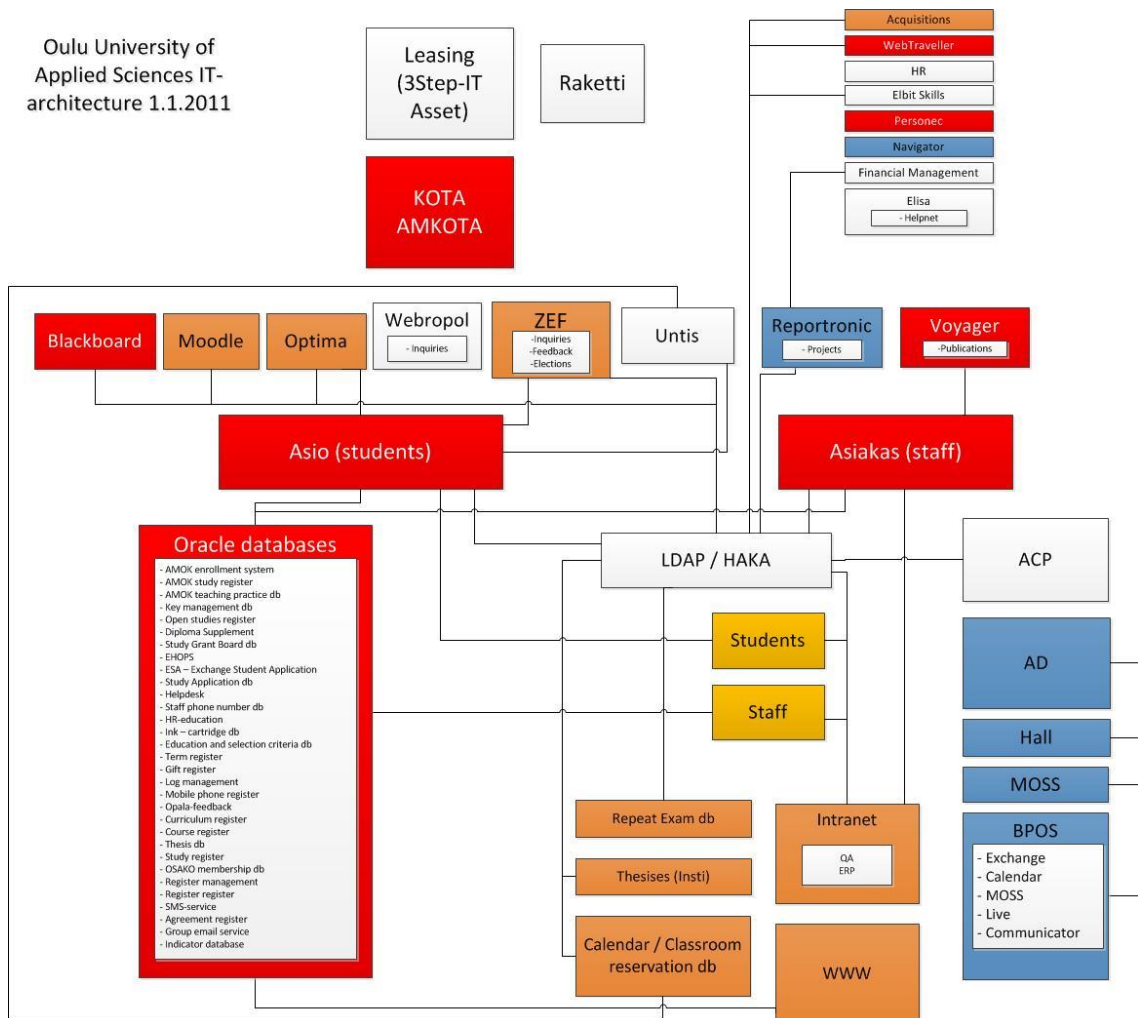 Oulu University of
Applied Sciences IT-
architecture 1.1.2011
Leasing
(3Step-IT
Asset)
Raketti
KOTA
AMKOTA
Acquisitions
WebTraveller
HR
Elbit Skills
Personec
Navigator
Financial Management
Elisa
- Helpnet
Blackboard
Moodle
Optima
Webropol
- Inquiries
ZEF
-Inquiries
-Feedback
-Elections
Untis
Reportronic
- Projects
Voyager
-Publications
Asio (students)
Asiakas (staff)
Oracle databases
- AMOK enrollment system
- AMOK study register
- AMOK teaching practice db
- Key management db
- Open studies register
- Diploma Supplement
- Study Grant Board db
- EHOPS
- ESA – Exchange Student Application
- Study Application db
- Helpdesk
- Staff phone number db
- HR-education
- Ink – cartridge db
- Education and selection criteria db
- Term register
- Gift register
- Log management
- Mobile phone register
- Opala-feedback
- Curriculum register
- Course register
- Thesis db
- Study register
- OSAKO membership db
- Register management
- Register register
- SMS-service
- Agreement register
- Group email service
- Indicator database
LDAP / HAKA
ACP
Students
Staff
AD
Hall
MOSS
BPOS
- Exchange
- Calendar
- MOSS
- Live
- Communicator
Repeat Exam db
Thesises (Insti)
Calendar / Classroom
reservation db
Intranet
QA
ERP
WWW